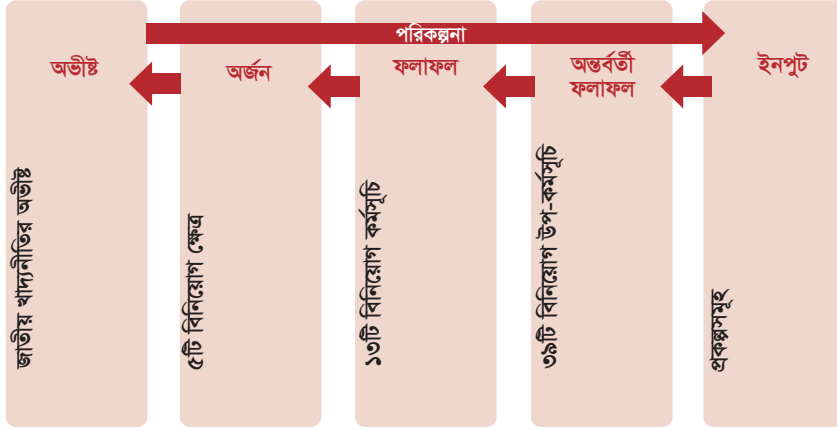 পরিকল্পনা
অভীষ্ট
জাতীয় খাদ্যনীতির অভীষ্ট
অর্জন
৫টি বিনিয়োগ ক্ষেত্র
ফলাফল
১৩টি বিনিয়োগ কর্মসূচি
অন্তর্বর্তী
ফলাফল
৩৯টি বিনিয়োগ উপ-কর্মসূচি
ইনপুট
প্রকল্পসমূহ